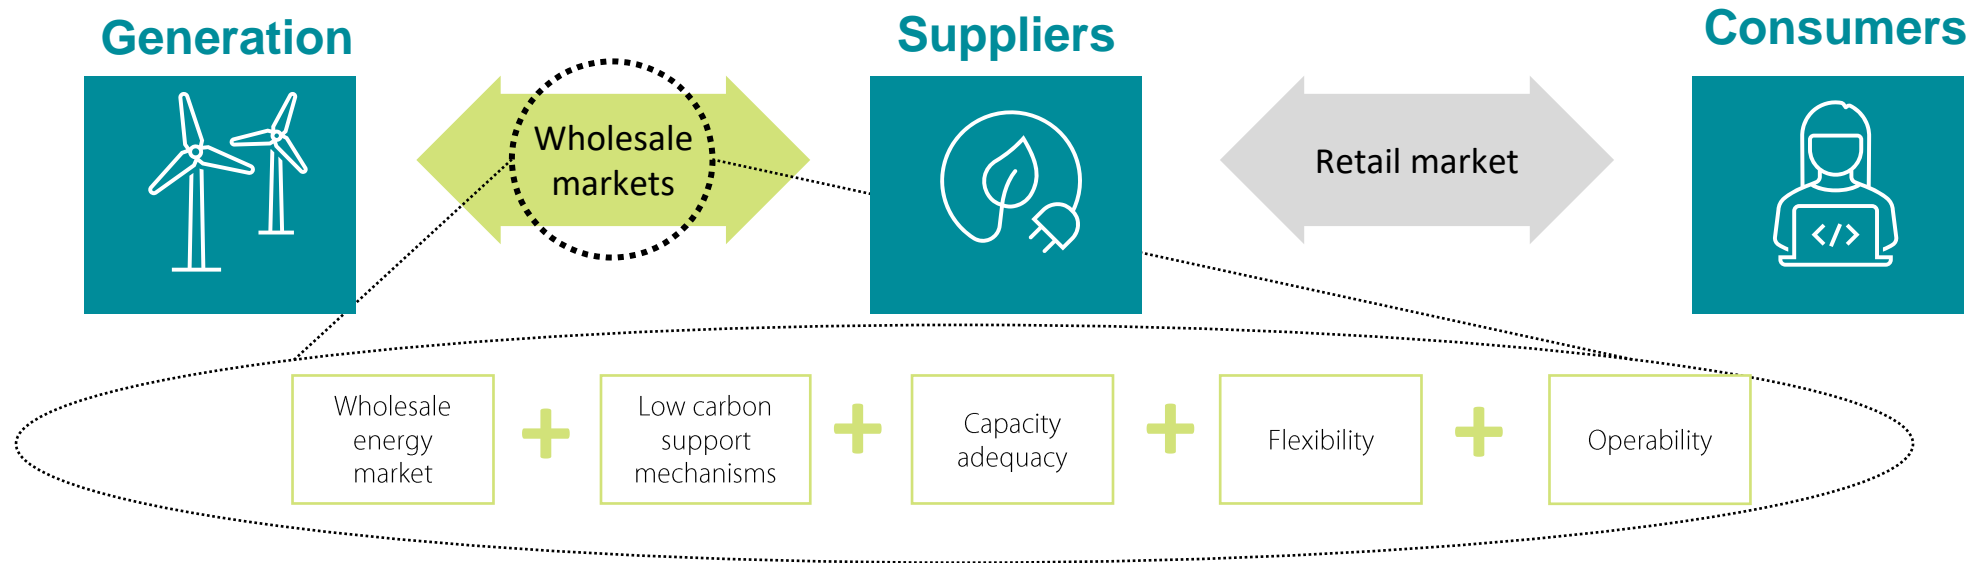 Generation
Suppliers
Consumers
Wholesale
markets
Retail market
</>
Wholesale
energy
market
Low carbon
support
mechanisms
Capacity
adequacy
Flexibility
Operability